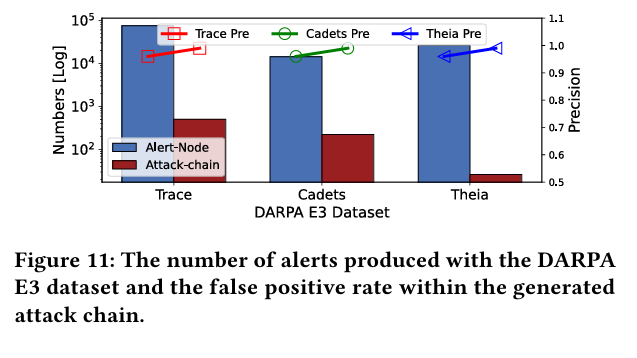 Trace Pre Cadets Pre Theia Pre
Numbers [Log]
10^5
10^4
10^3
10^2
Alert-Node
Attack-chain
Precision
1.1
1.0
0.9
0.8
0.7
0.6
0.5
Trace Cadets Theia
DARPA E3 Dataset
Figure 11: The number of alerts produced with the DARPA
E3 dataset and the false positive rate within the generated
attack chain.